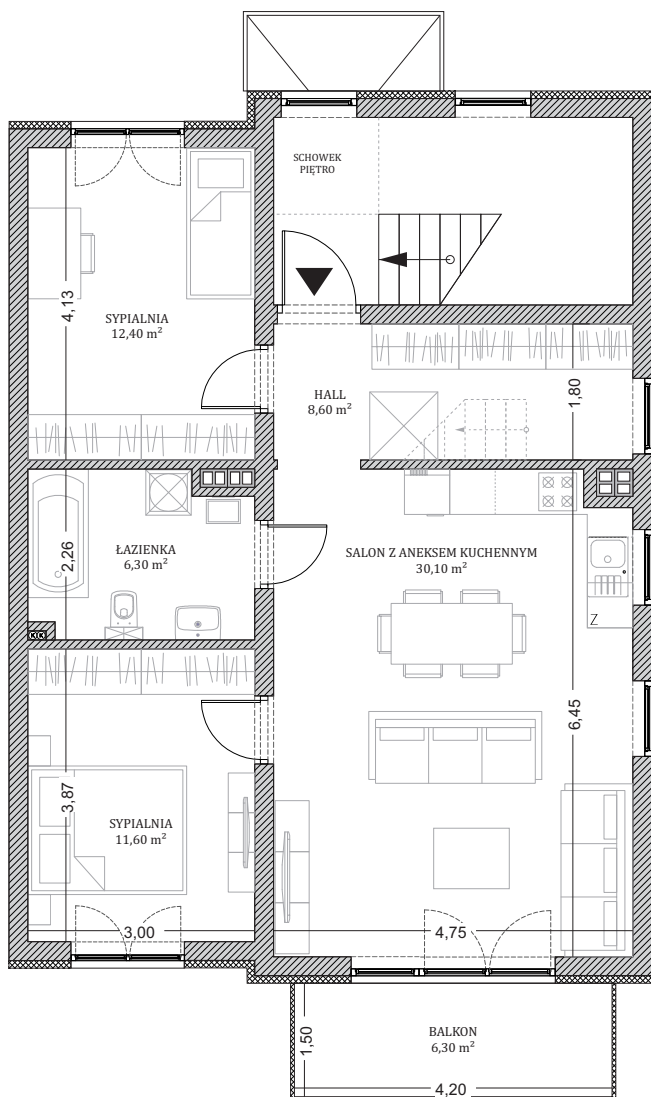 SCHOWEK
PIĘTRO
SYPIALNIA
12,40 m²
4,13
HALL
8,60 m²
1,80
ŁAZIENKA
6,30 m²
2,26
SALON Z ANEKSEM KUCHENNYM
30,10 m²
Z
6,45
SYPIALNIA
11,60 m²
3,87
3,00
4,75
BALKON
6,30 m²
1,50
4,20